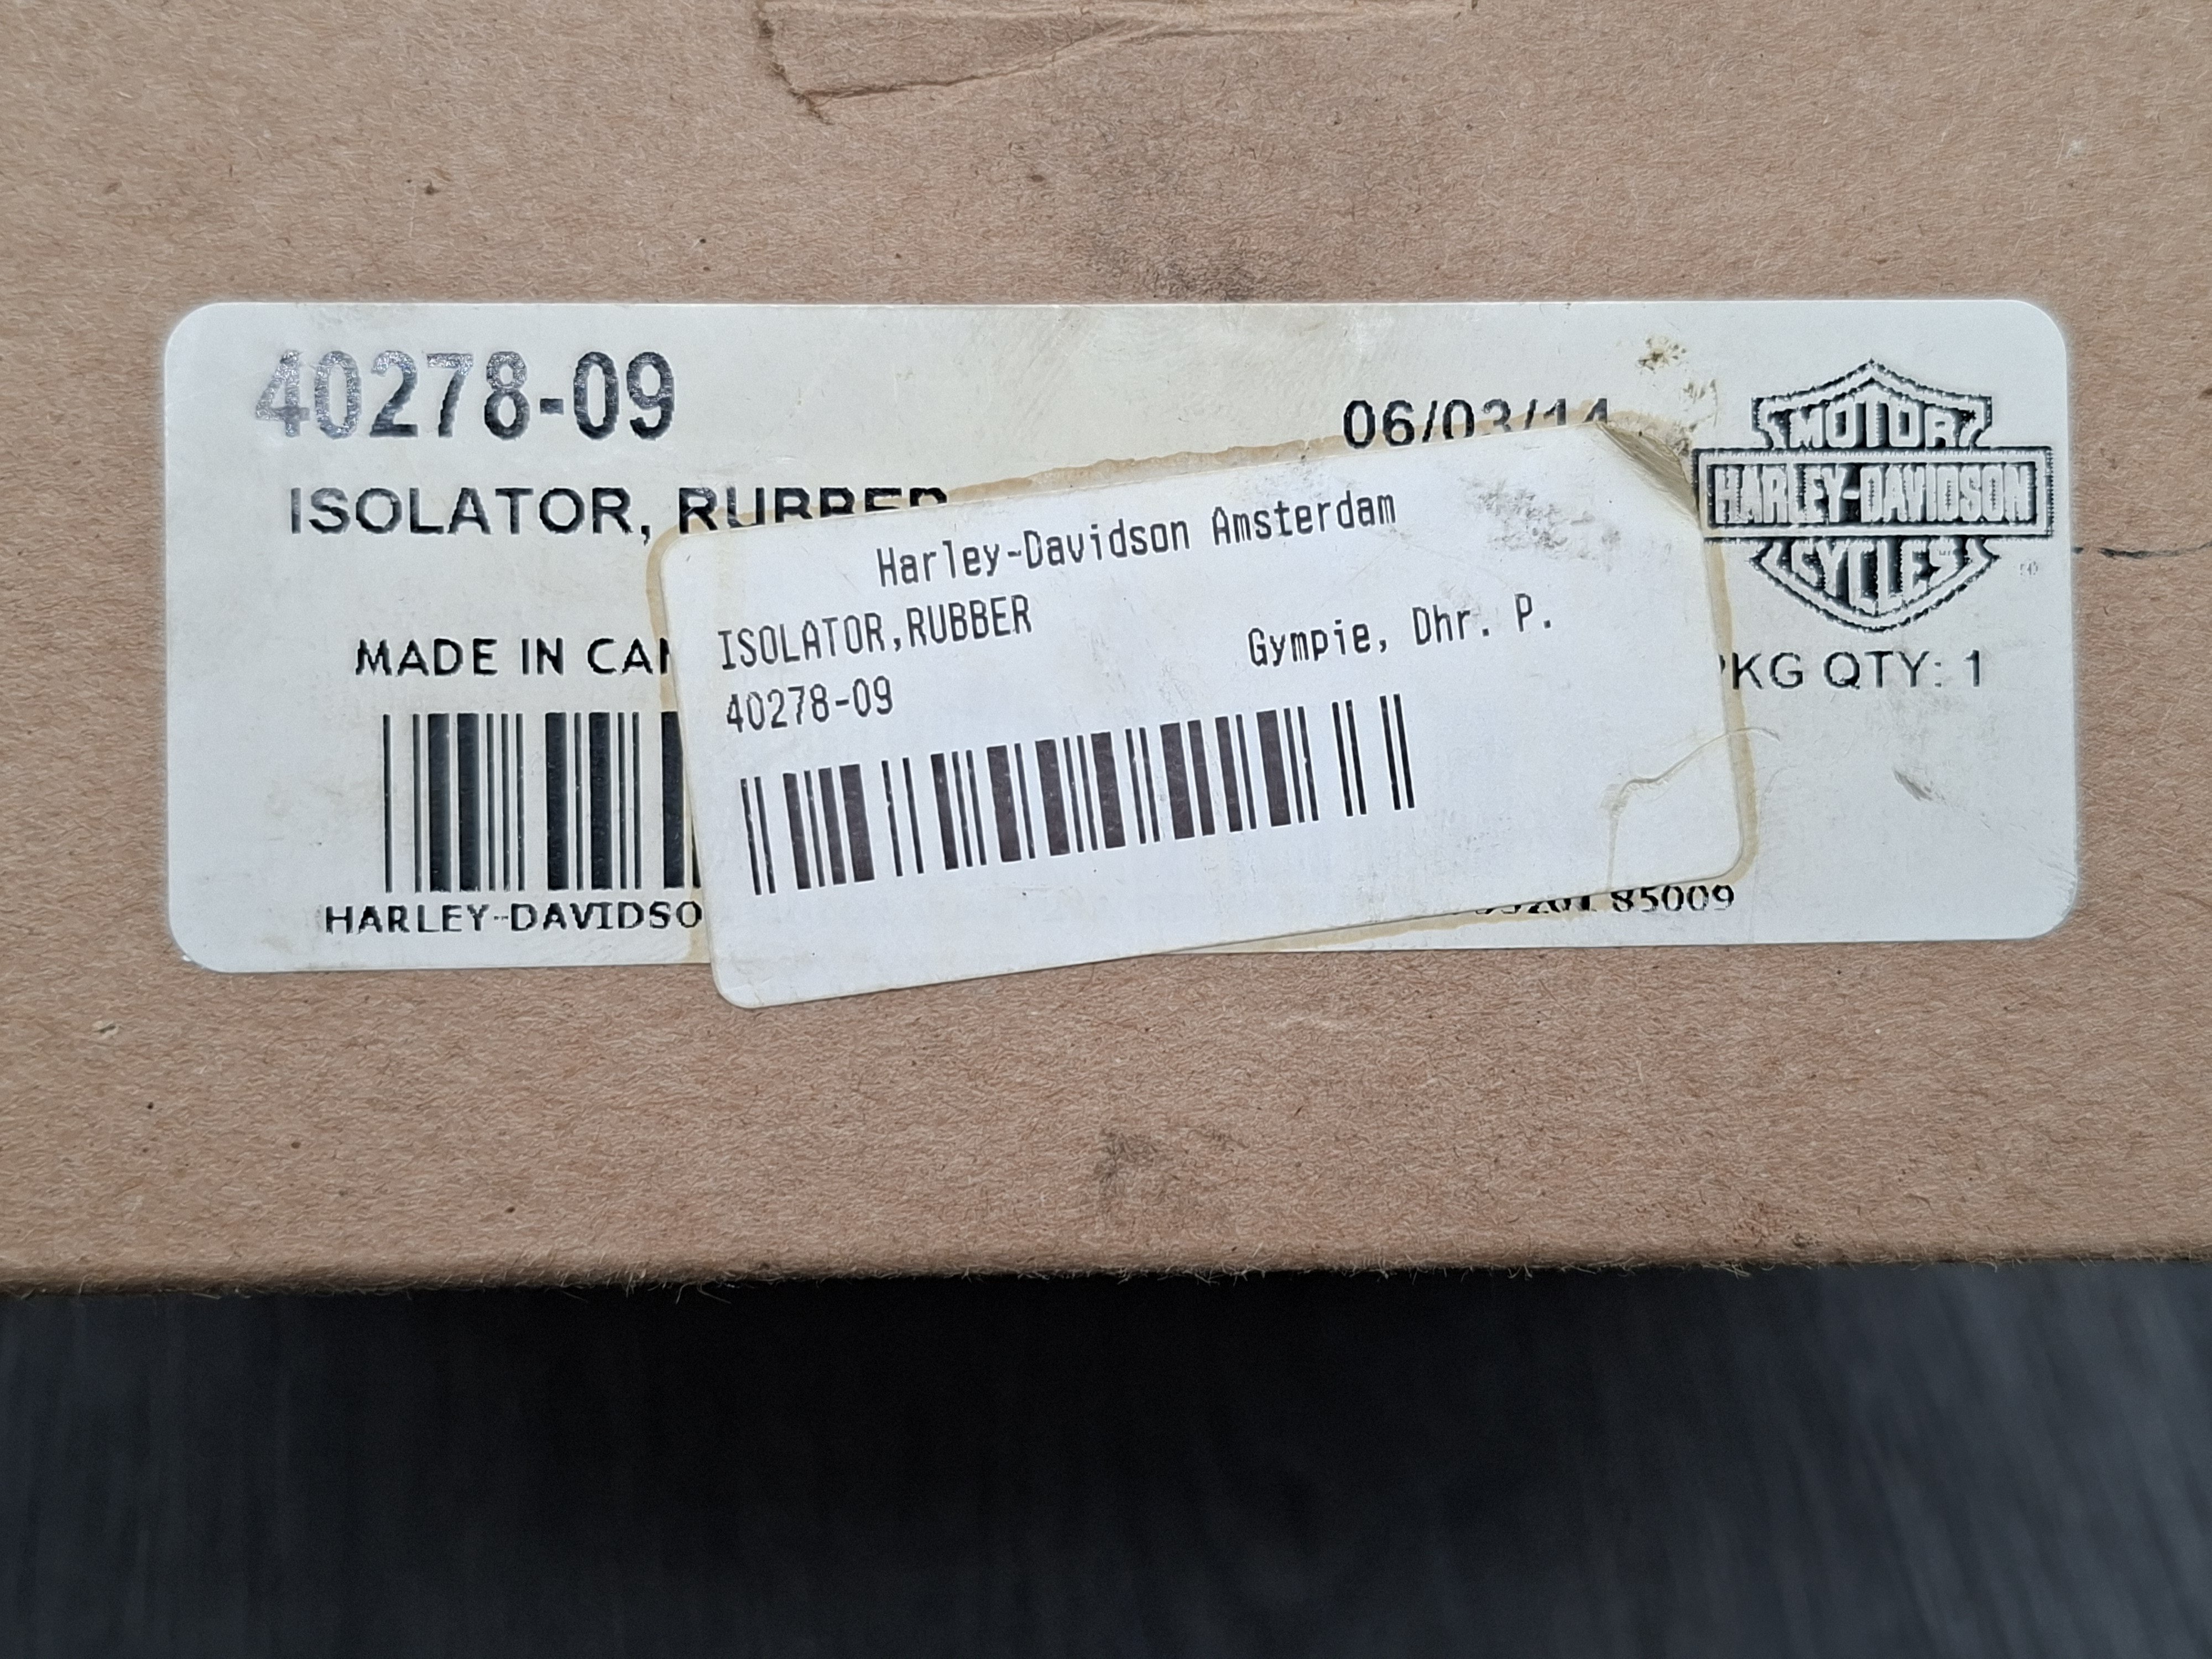 40278-09
06/03/14
ISOLATOR, RUBBER
MOTOR
HARLEY-DAVIDSON
CYCLES
MADE IN CAN
PKG QTY: 1
HARLEY-DAVIDSO
53201 85009
Harley-Davidson Amsterdam
ISOLATOR,RUBBER
Gympie, Dhr. P.
40278-09